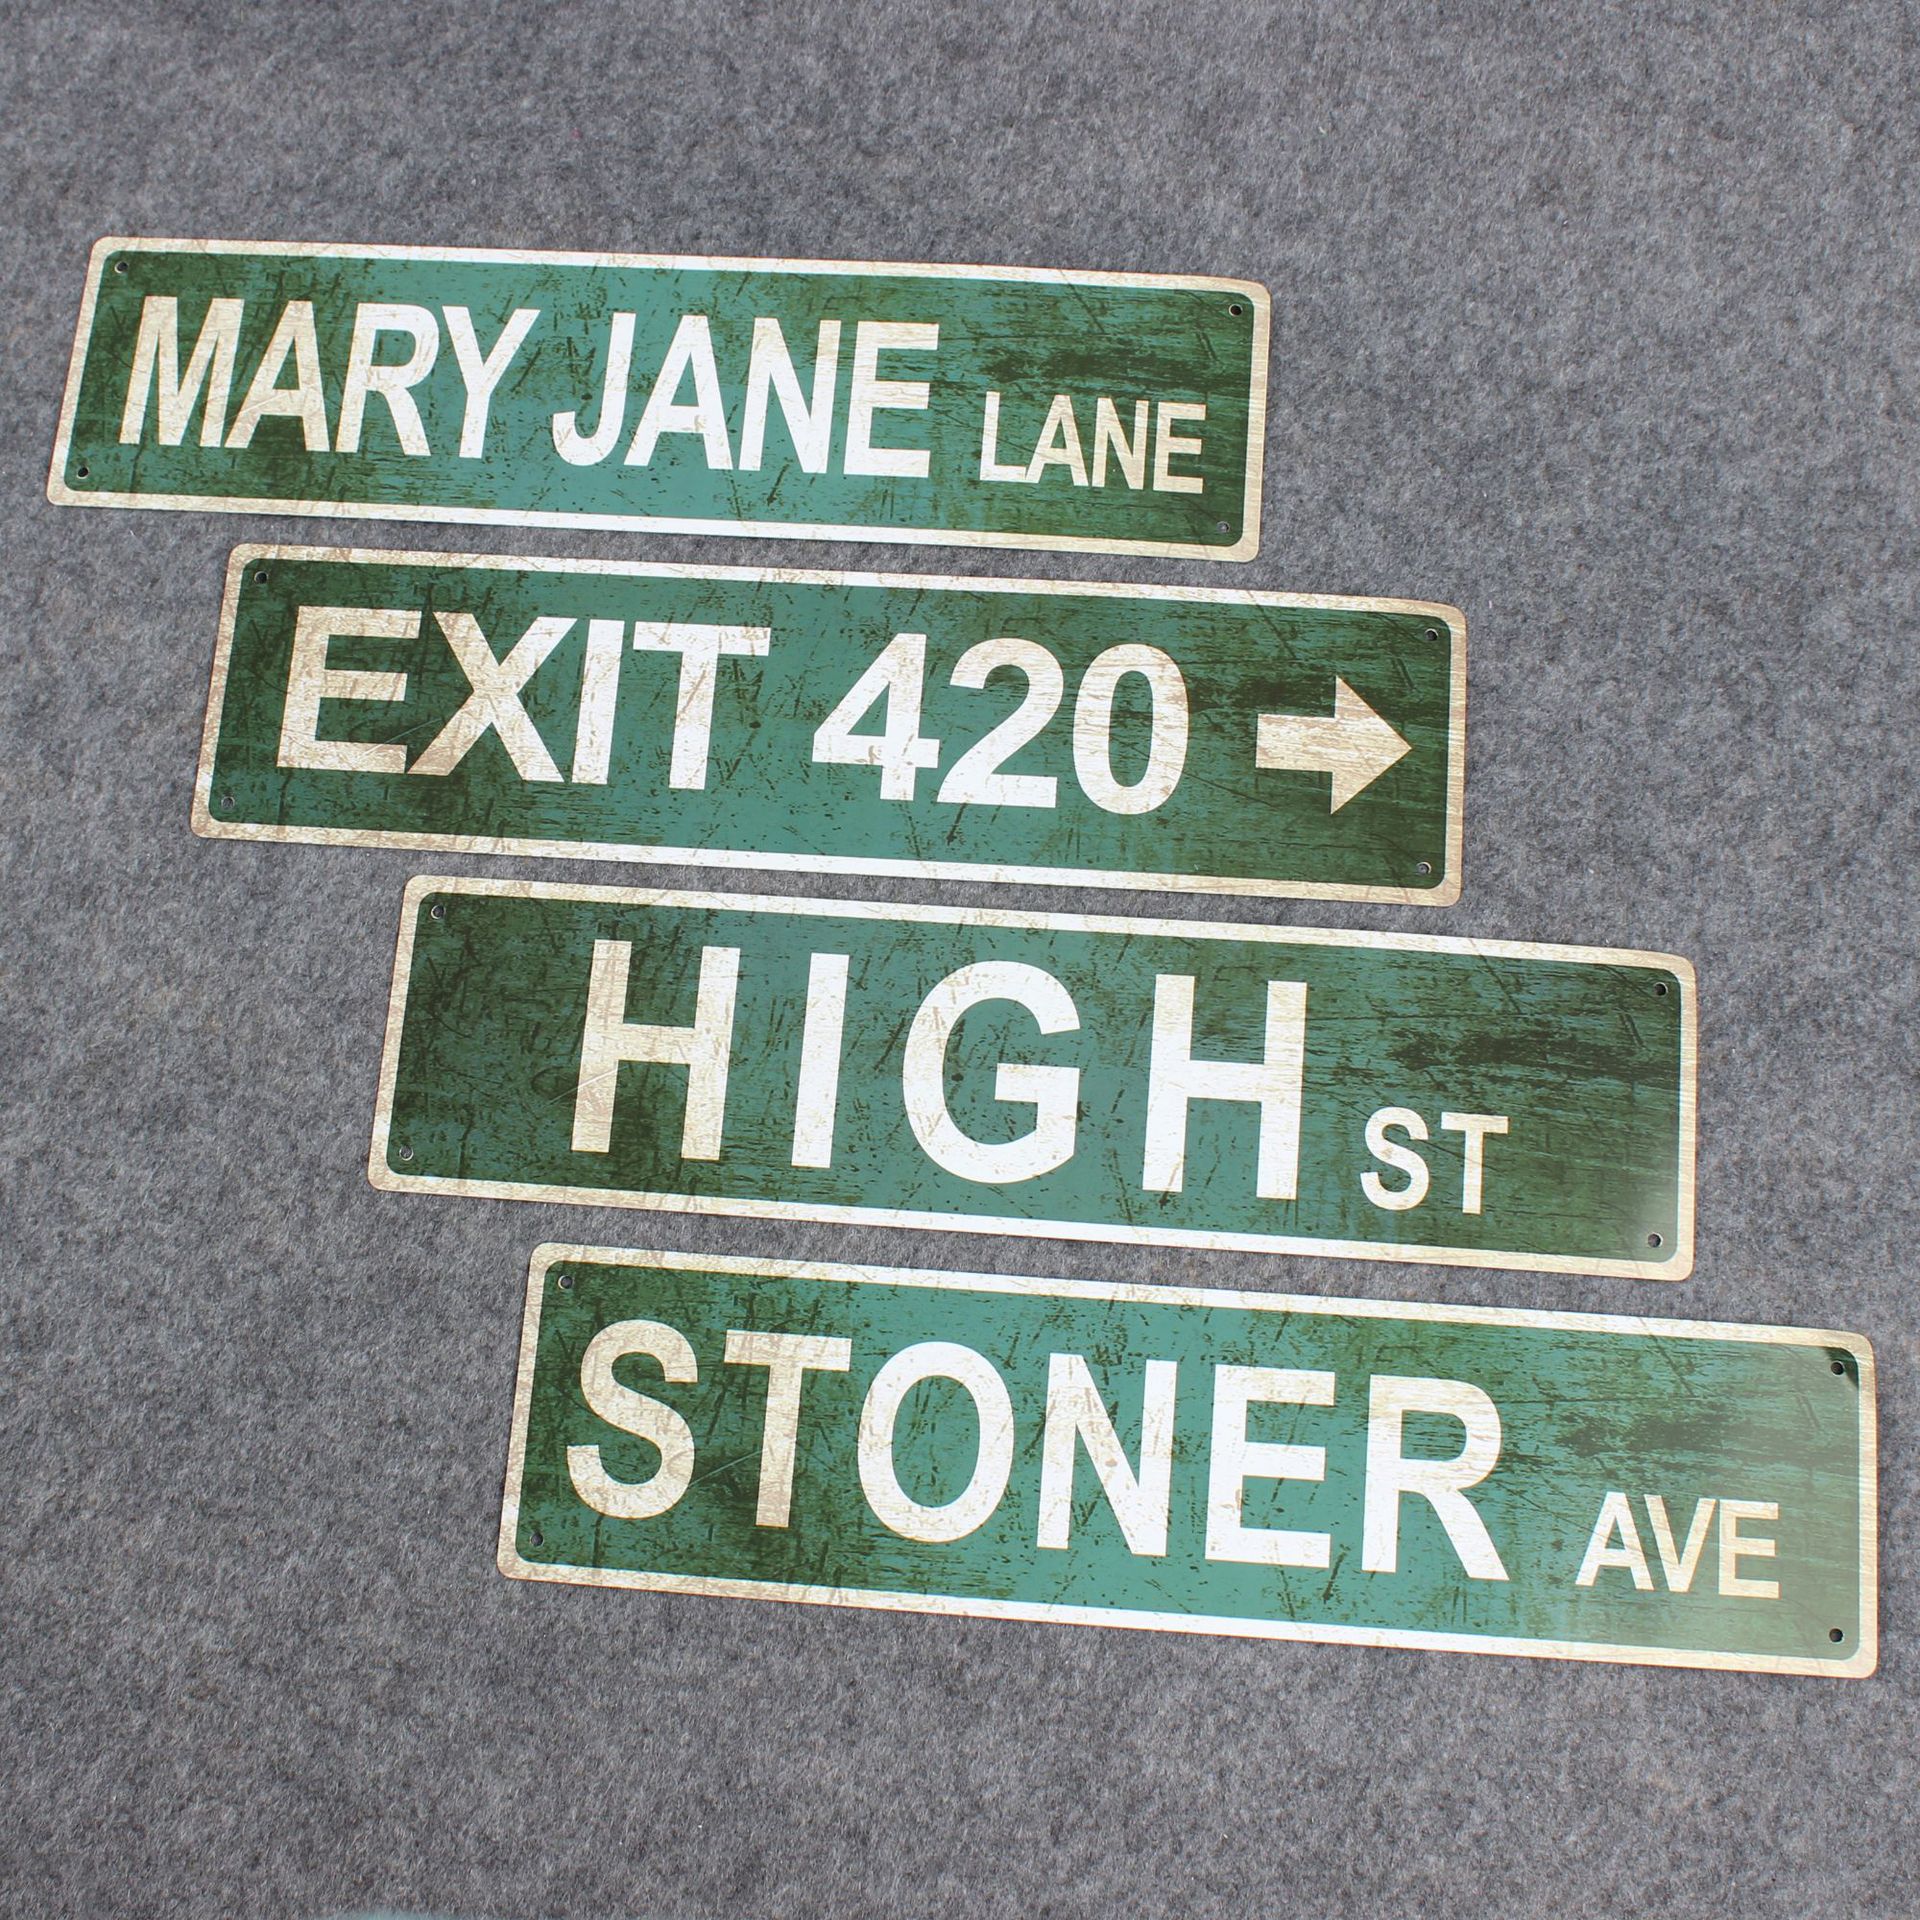 MARY JANE LANE
EXIT 420 →
HIGH ST
STONER AVE